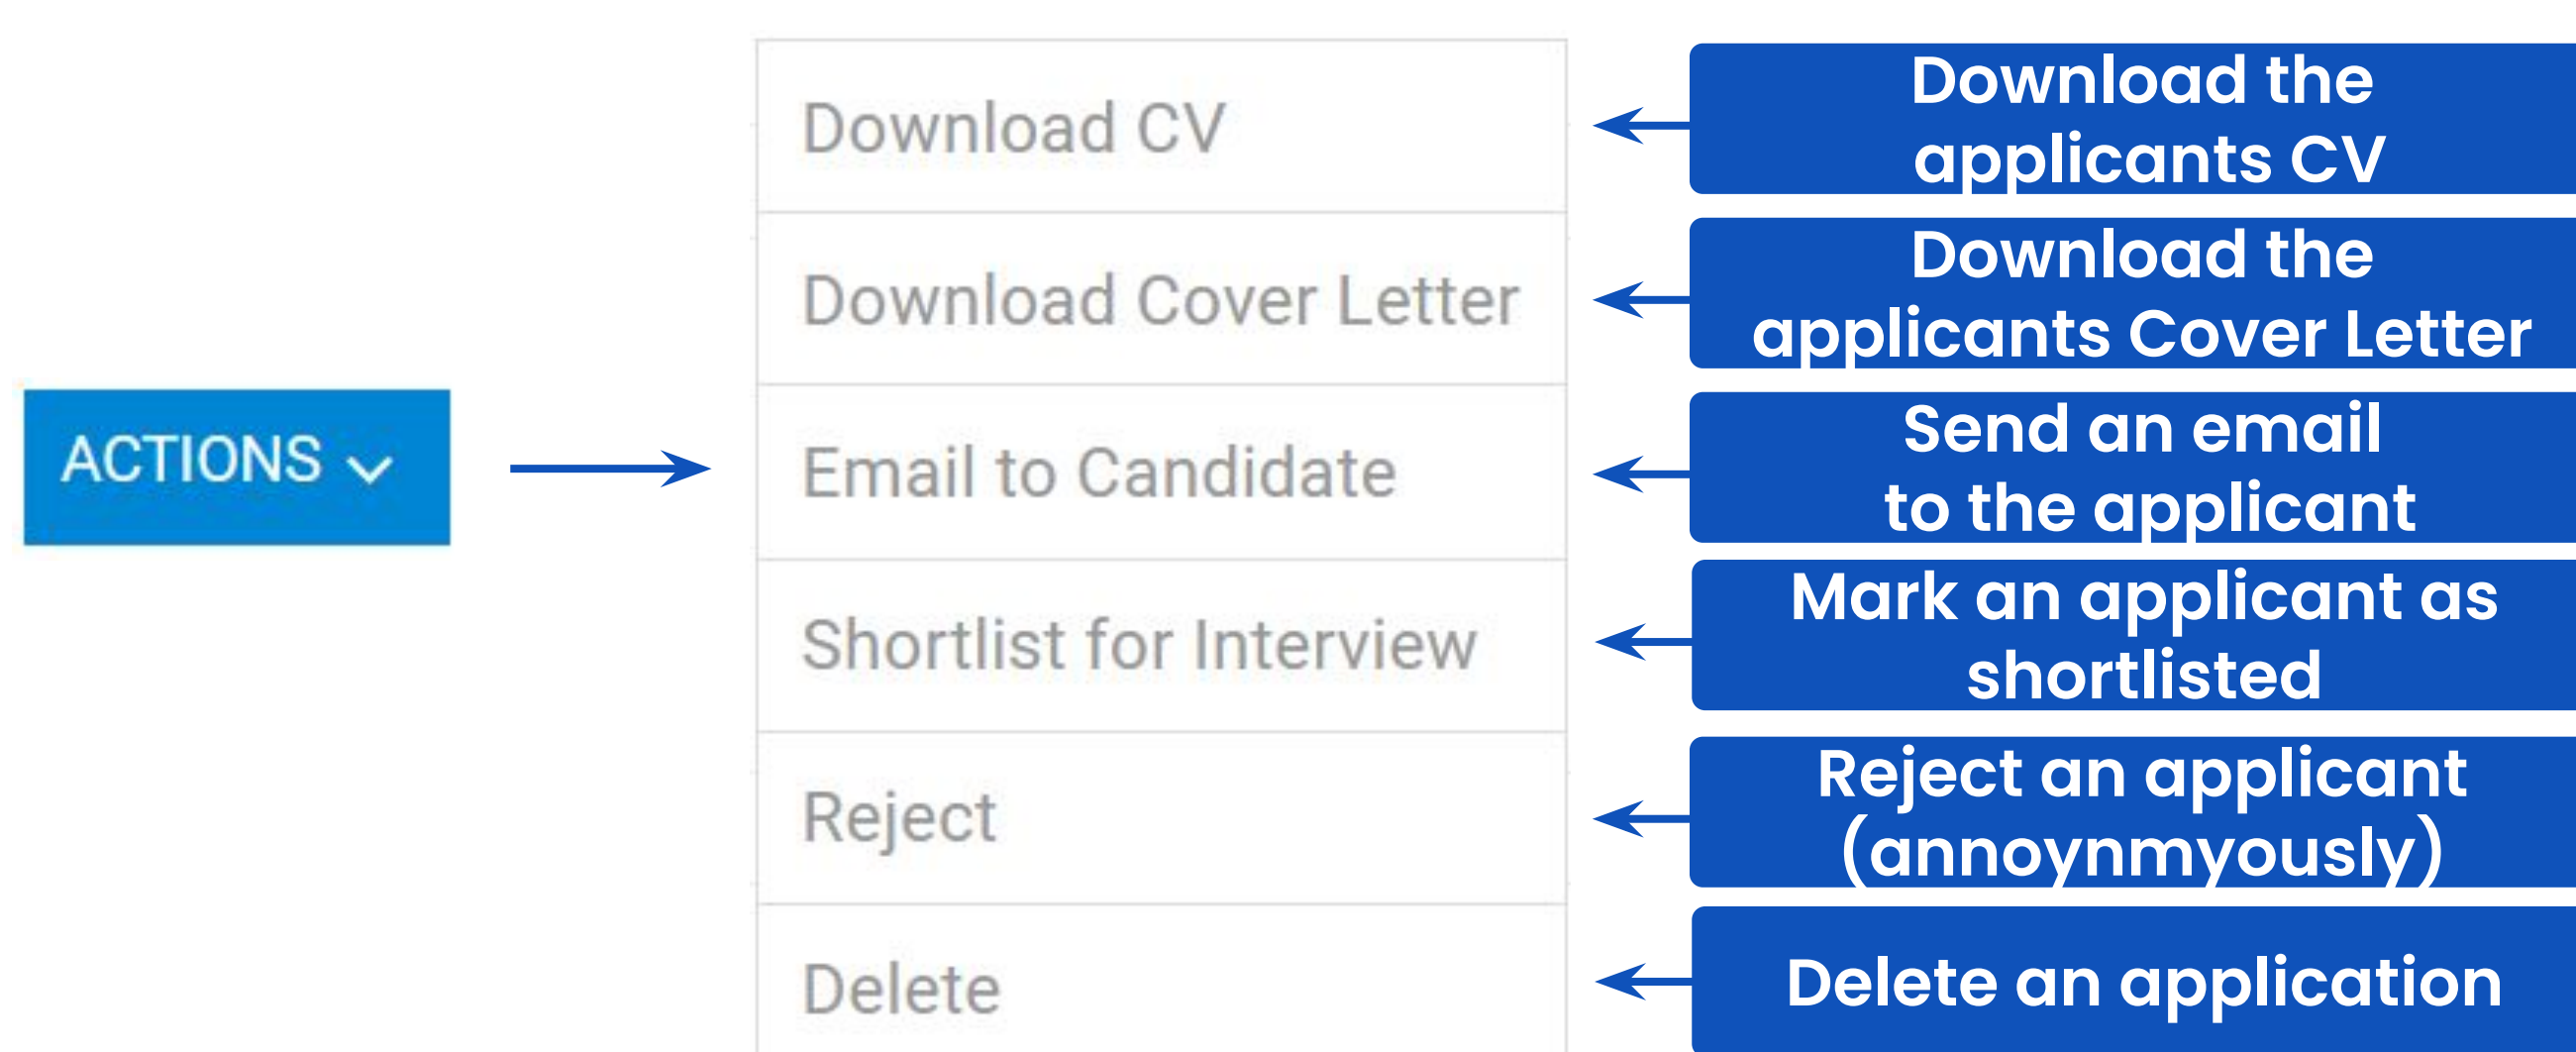 ACTIONS
Download CV
Download the
applicants CV
Download Cover Letter
Download the
applicants Cover Letter
Email to Candidate
Send an email
to the applicant
Shortlist for Interview
Mark an applicant as
shortlisted
Reject
Reject an applicant
(annoynmyously)
Delete
Delete an application